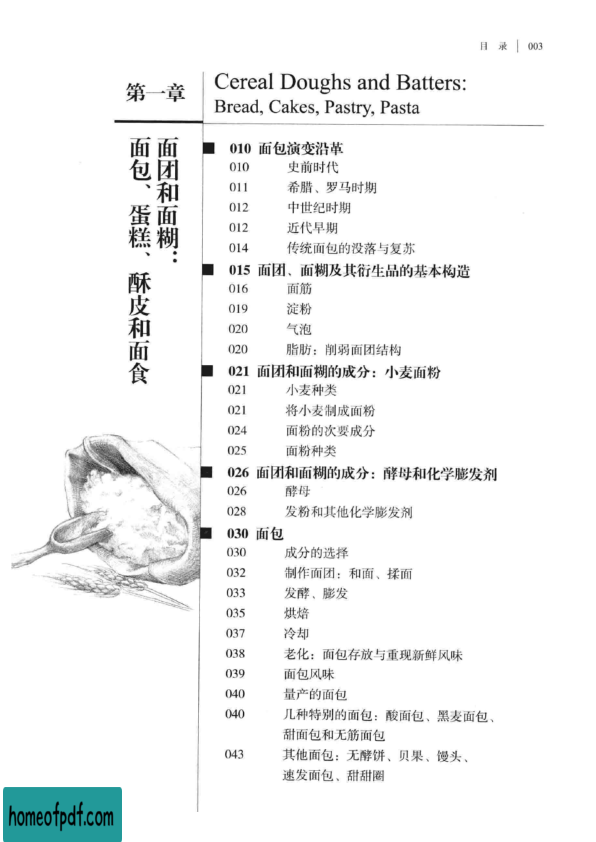 目 录 | 003
第一章
面团和面糊：
面包、蛋糕、酥皮和面食
Cereal Doughs and Batters:
Bread, Cakes, Pastry, Pasta
010 面包演变沿革
010 史前时代
011 希腊、罗马时期
012 中世纪时期
012 近代早期
014 传统面包的没落与复苏
015 面团、面糊及其衍生品的基本构造
016 面筋
019 淀粉
020 气泡
020 脂肪：削弱面团结构
021 面团和面糊的成分：小麦面粉
021 小麦种类
021 将小麦制成面粉
024 面粉的次要成分
025 面粉种类
026 面团和面糊的成分：酵母和化学膨发剂
026 酵母
028 发粉和其他化学膨发剂
030 面包
030 成分的选择
032 制作面团：和面、揉面
033 发酵、膨发
035 烘焙
037 冷却
038 老化：面包存放与重现新鲜风味
039 面包风味
040 量产的面包
040 几种特别的面包：酸面包、黑麦面包、
甜面包和无筋面包
043 其他面包：无酵饼、贝果、馒头、
速发面包、甜甜圈
homeofpdf.com